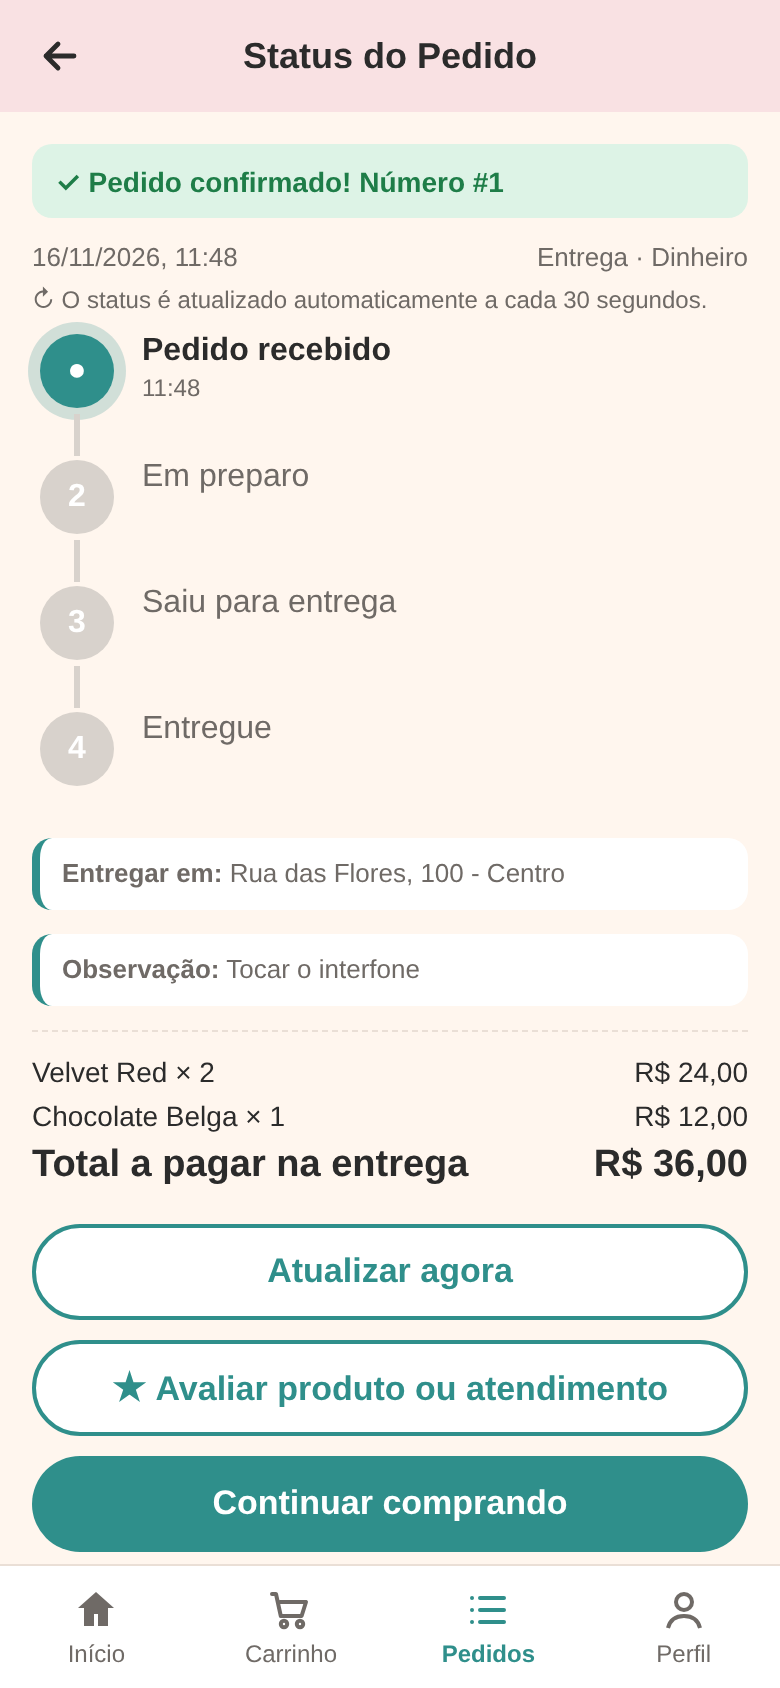 Status do Pedido
✓ Pedido confirmado! Número #1
16/11/2026, 11:48 Entrega · Dinheiro
↻ O status é atualizado automaticamente a cada 30 segundos.
Pedido recebido
11:48
2 Em preparo
3 Saiu para entrega
4 Entregue
Entregar em: Rua das Flores, 100 - Centro
Observação: Tocar o interfone
Velvet Red × 2 R$ 24,00
Chocolate Belga × 1 R$ 12,00
Total a pagar na entrega R$ 36,00
Atualizar agora
★ Avaliar produto ou atendimento
Continuar comprando
Início Carrinho Pedidos Perfil